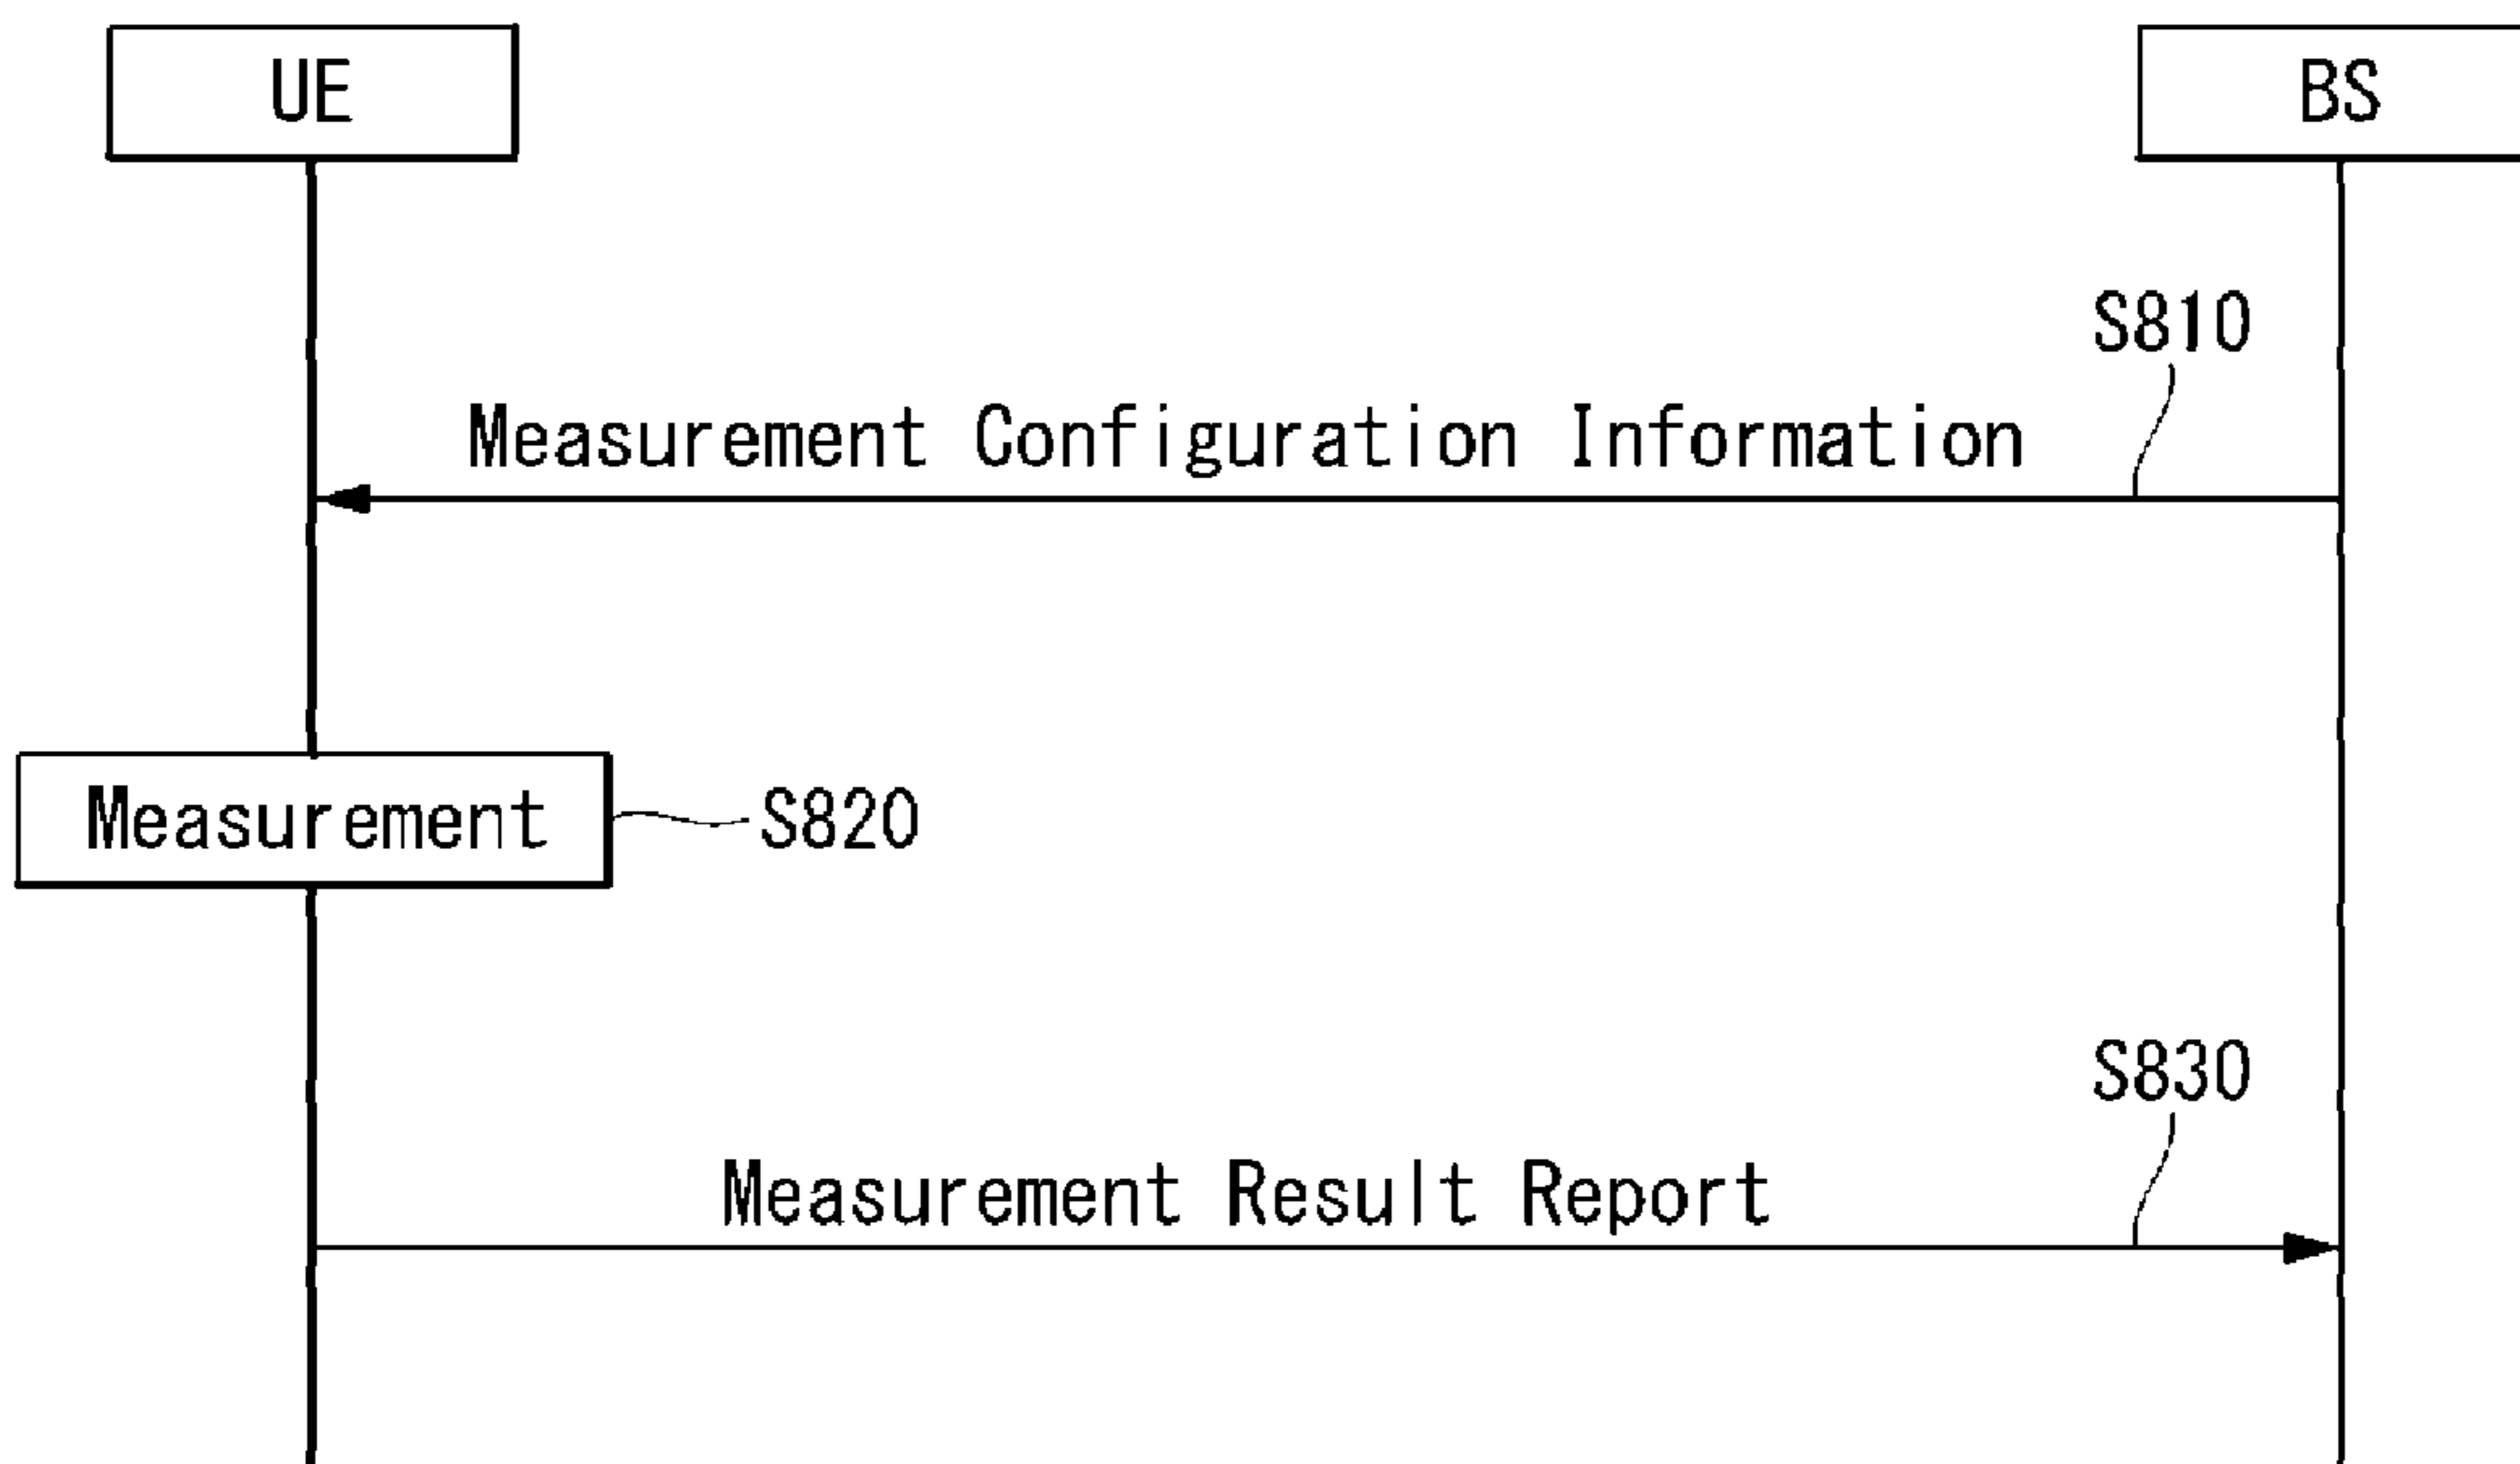 UE
BS
S810
Measurement Configuration Information
Measurement
S820
S830
Measurement Result Report